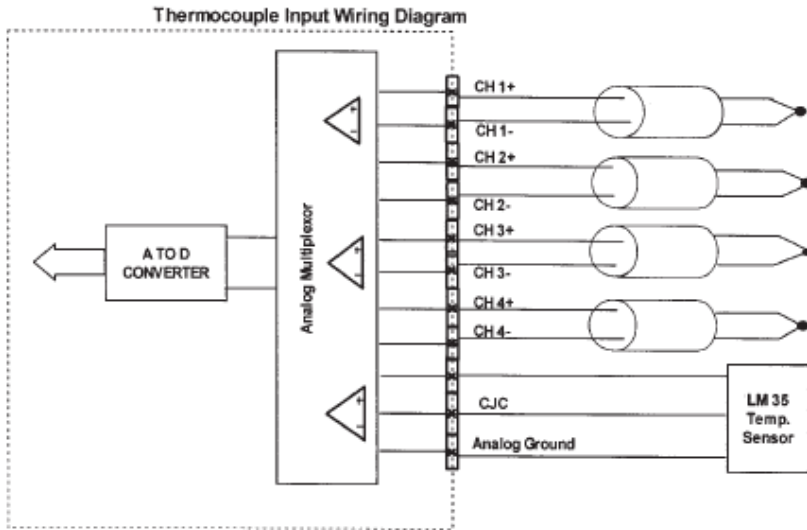 Thermocouple Input Wiring Diagram
CH 1+
CH 1-
CH 2+
CH 2-
CH 3+
CH 3-
CH 4+
CH 4-
CJC
Analog Ground
A TO D
CONVERTER
Analog Multiplexor
LM 35
Temp.
Sensor